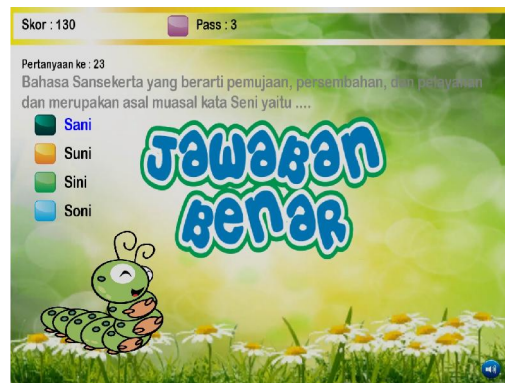 Skor : 130
Pass : 3
Pertanyaan ke : 23
Bahasa Sansekerta yang berarti pemujaan, persembahan, dan pelayanan
dan merupakan asal muasal kata Seni yaitu ....
Sani
Suni
Sini
Soni
JAWABAN
BENAR